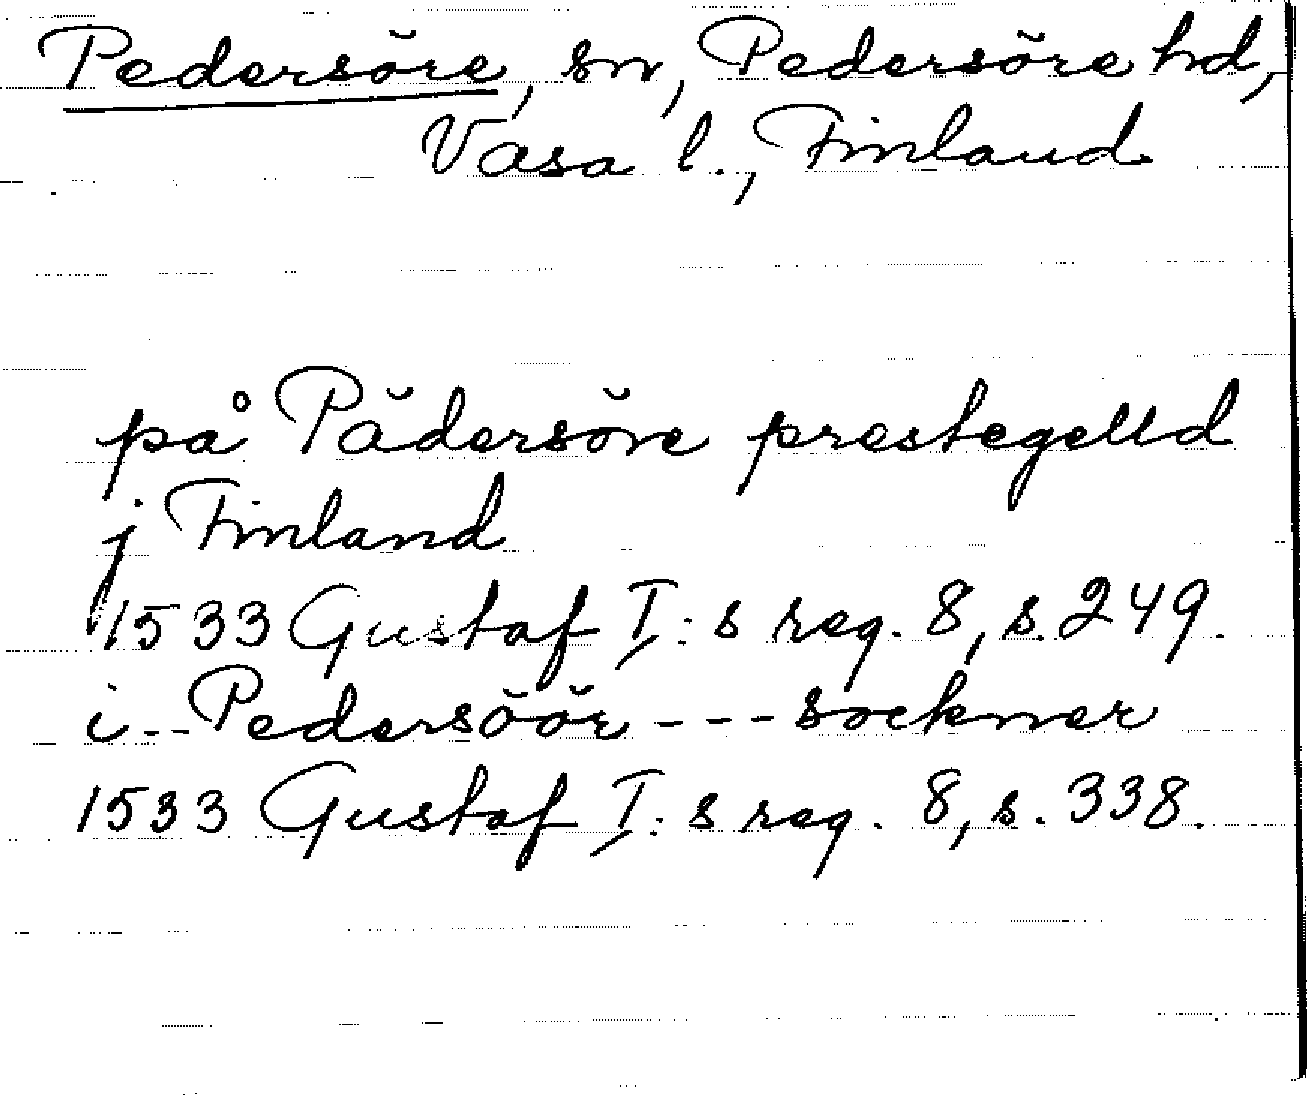 Pedersöre, sn, Pedersöre hd,
Vasa l., Finland
på Pädersöre prestegelld
j Finland
1533 Gustaf I:s reg. 8, s. 249.
i -- Pedersöör --- sockner
1533 Gustaf I:s reg. 8, s. 338.